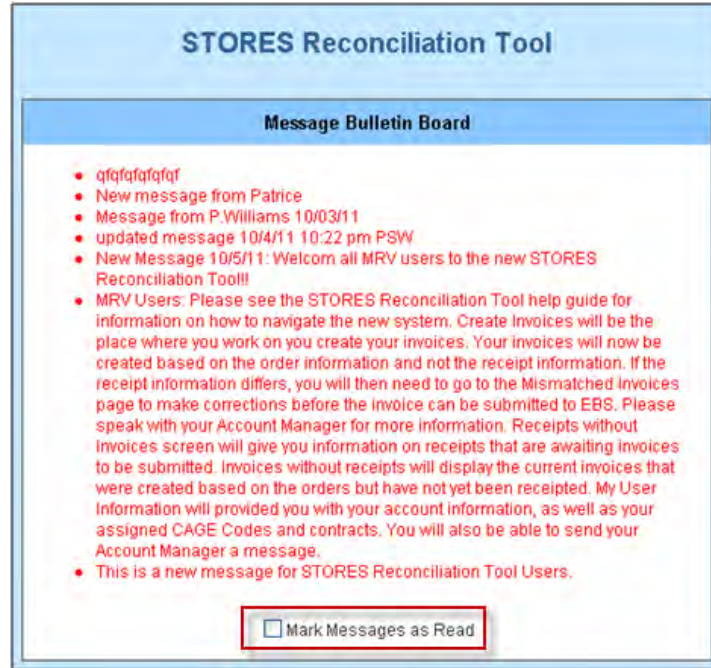 STORES Reconciliation Tool
Message Bulletin Board
• qfqfqfqfqfqf
• New message from Patrice
• Message from P.Williams 10/03/11
• updated message 10/4/11 10:22 pm PSW
• New Message 10/5/11: Welcom all MRV users to the new STORES
Reconciliation Tool!!
• MRV Users: Please see the STORES Reconciliation Tool help guide for
information on how to navigate the new system. Create Invoices will be the
place where you work on you create your invoices. Your invoices will now be
created based on the order information and not the receipt information. If the
receipt information differs, you will then need to go to the Mismatched Invoices
page to make corrections before the invoice can be submitted to EBS. Please
speak with your Account Manager for more information. Receipts without
Invoices screen will give you information on receipts that are awaiting invoices
to be submitted. Invoices without receipts will display the current invoices that
were created based on the orders but have not yet been receipted. My User
Information will provided you with your account information, as well as your
assigned CAGE Codes and contracts. You will also be able to send your
Account Manager a message.
• This is a new message for STORES Reconciliation Tool Users.
Mark Messages as Read